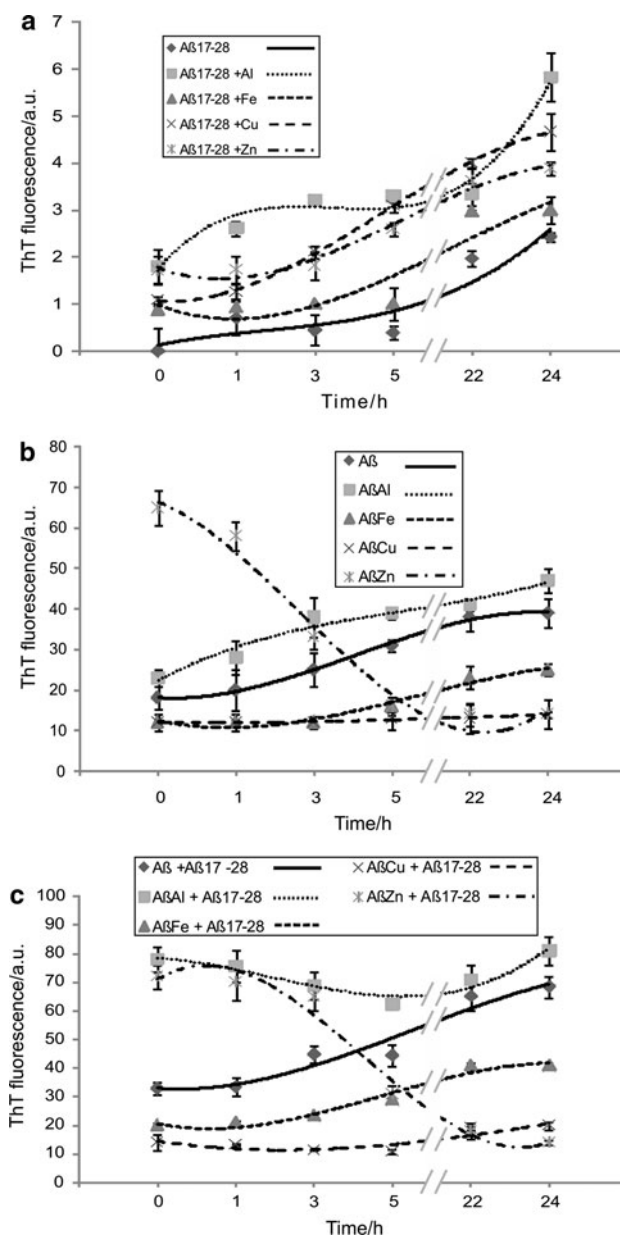 a
7
6
5
4
3
2
1
0
ThT fluorescence/a.u.
Aß17-28
Aß17-28 +Al
Aß17-28 +Fe
Aß17-28 +Cu
Aß17-28 +Zn
0 1 3 5 22 24
Time/h
b
80
70
60
50
40
30
20
10
0
ThT fluorescence/a.u.
Aß
AßAl
AßFe
AßCu
AßZn
0 1 3 5 22 24
Time/h
c
Aß +Aß17 -28 AßCu + Aß17-28
AßAl + Aß17-28 AßZn + Aß17-28
AßFe + Aß17-28
100
90
80
70
60
50
40
30
20
10
0
ThT fluorescence/a.u.
0 1 3 5 22 24
Time/h